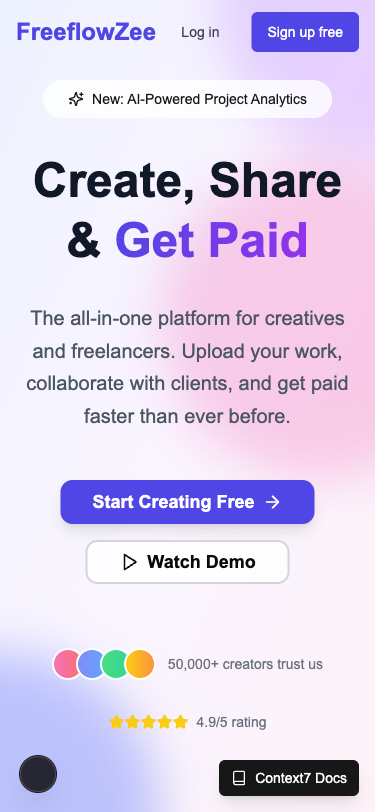 FreeflowZee
Log in
Sign up free
New: AI-Powered Project Analytics
Create, Share
& Get Paid
The all-in-one platform for creatives
and freelancers. Upload your work,
collaborate with clients, and get paid
faster than ever before.
Start Creating Free
Watch Demo
50,000+ creators trust us
4.9/5 rating
Context7 Docs